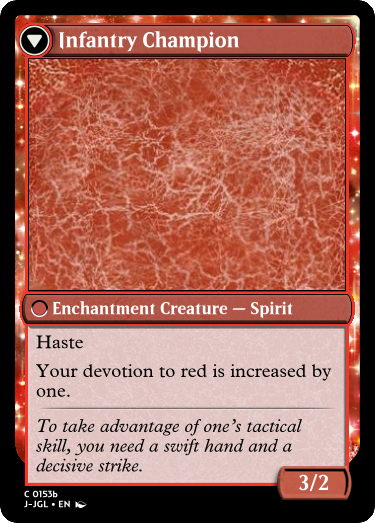 Infantry Champion
Enchantment Creature — Spirit
Haste
Your devotion to red is increased by
one.
To take advantage of one's tactical
skill, you need a swift hand and a
decisive strike.
3/2
C 0153b
J-JGL • EN